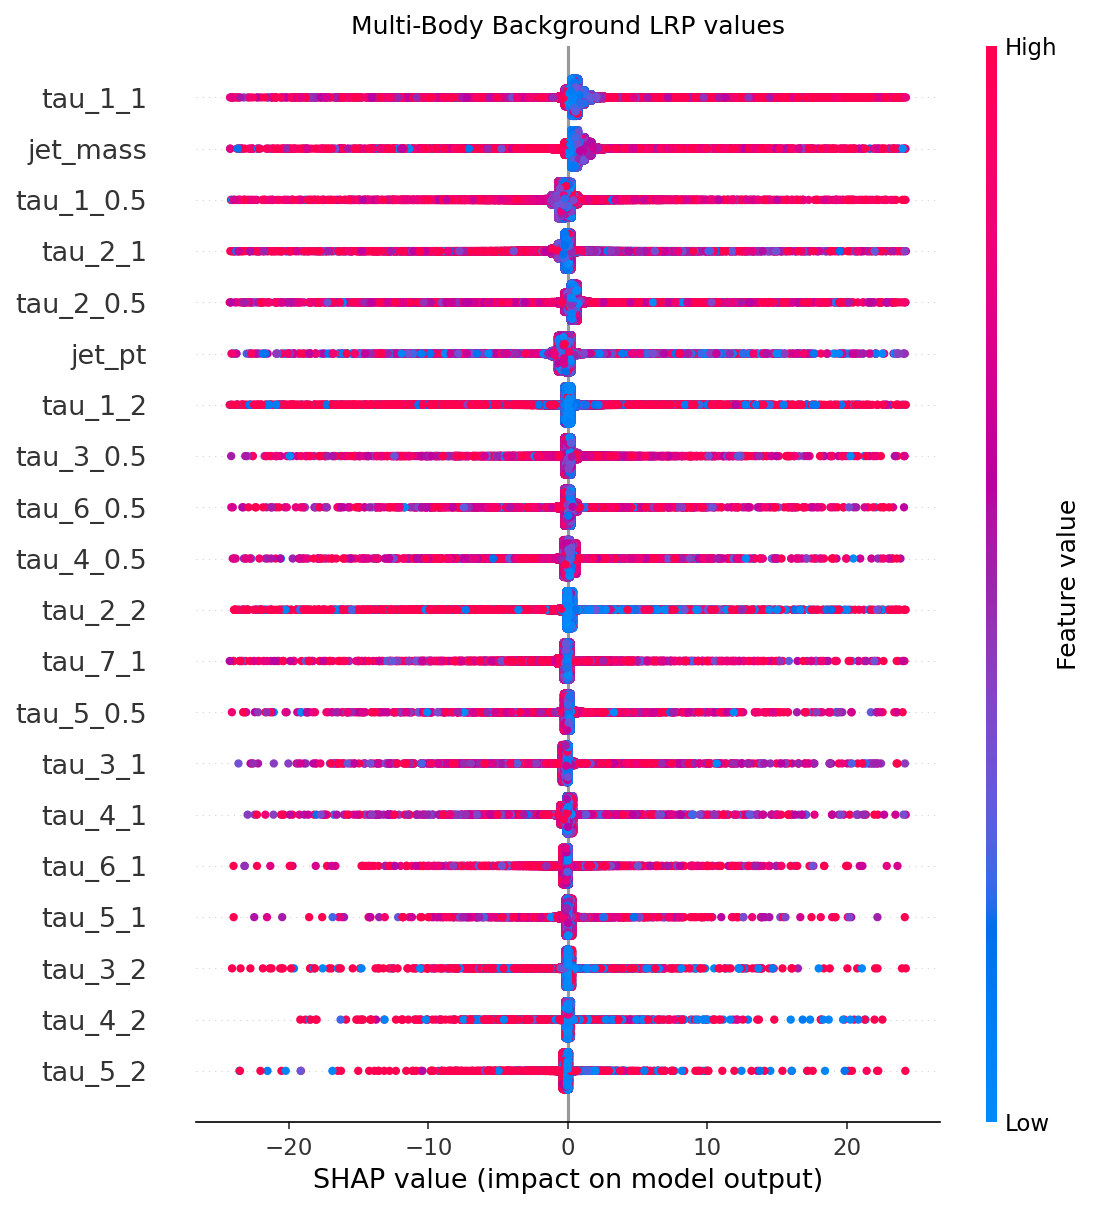 Multi-Body Background LRP values
High
tau_1_1
jet_mass
tau_1_0.5
tau_2_1
tau_2_0.5
jet_pt
tau_1_2
tau_3_0.5
tau_6_0.5
tau_4_0.5
tau_2_2
tau_7_1
tau_5_0.5
tau_3_1
tau_4_1
tau_6_1
tau_5_1
tau_3_2
tau_4_2
tau_5_2
Feature value
Low
−20 −10 0 10 20
SHAP value (impact on model output)